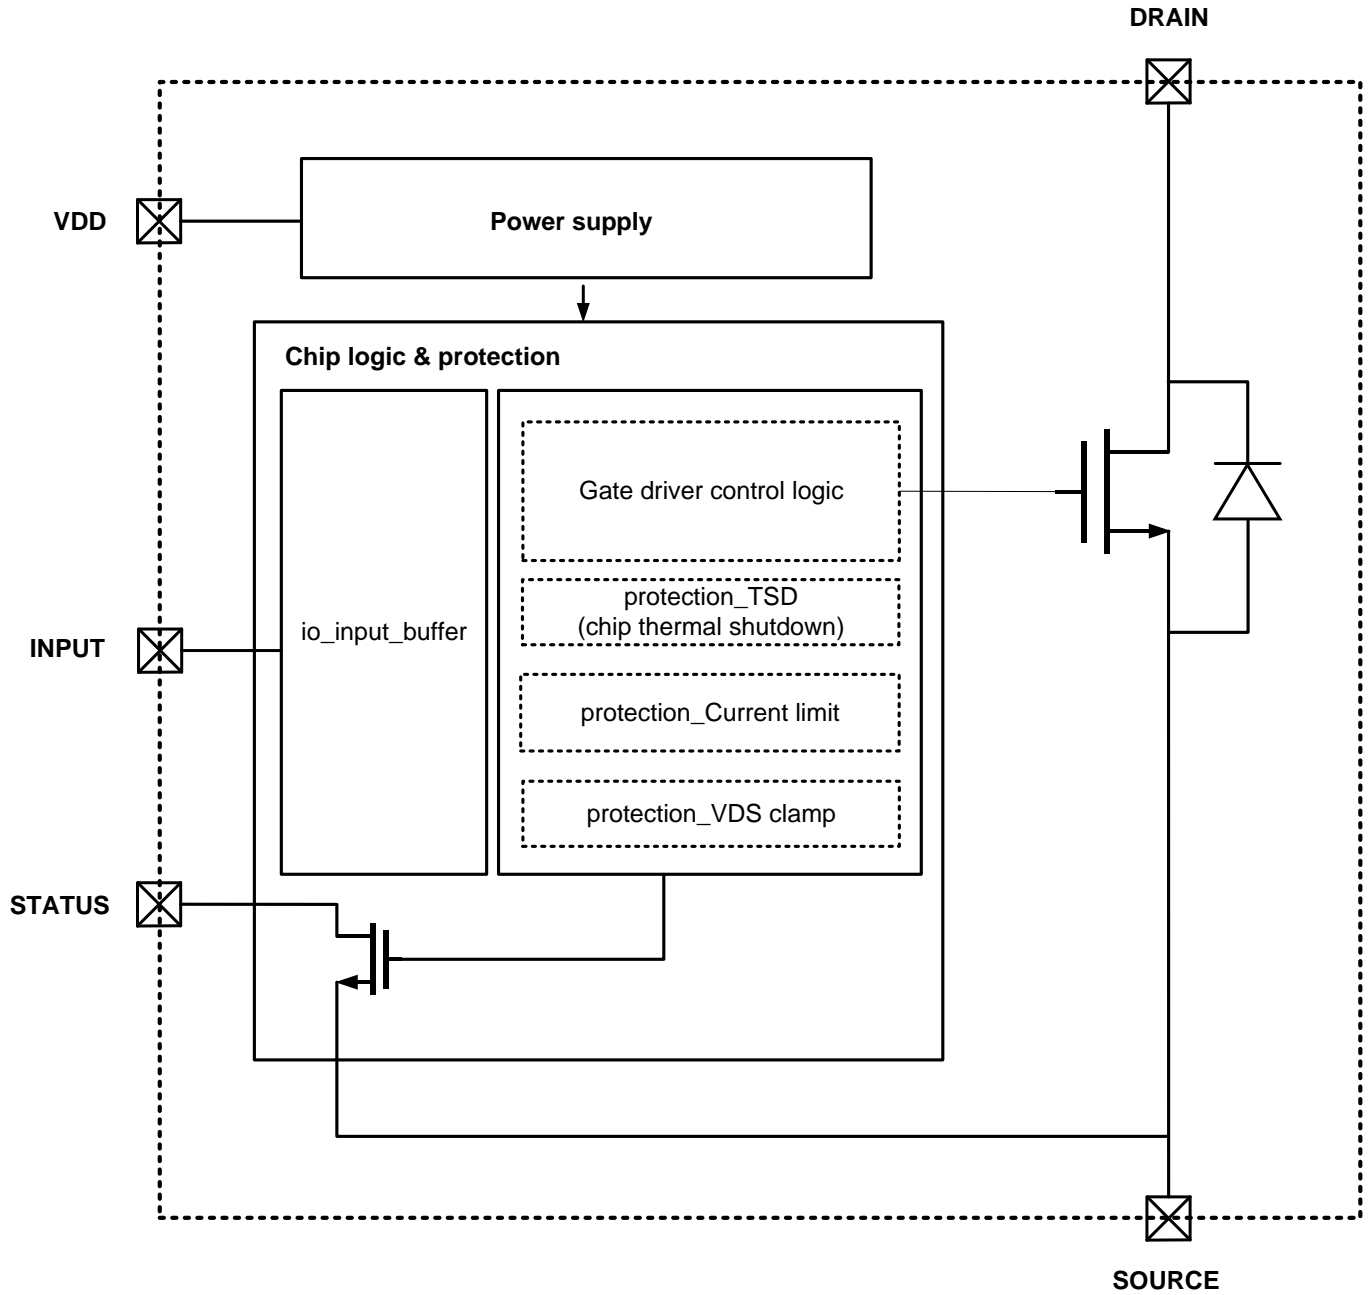 DRAIN
VDD
Power supply
Chip logic & protection
Gate driver control logic
protection_TSD
(chip thermal shutdown)
io_input_buffer
INPUT
protection_Current limit
protection_VDS clamp
STATUS
SOURCE